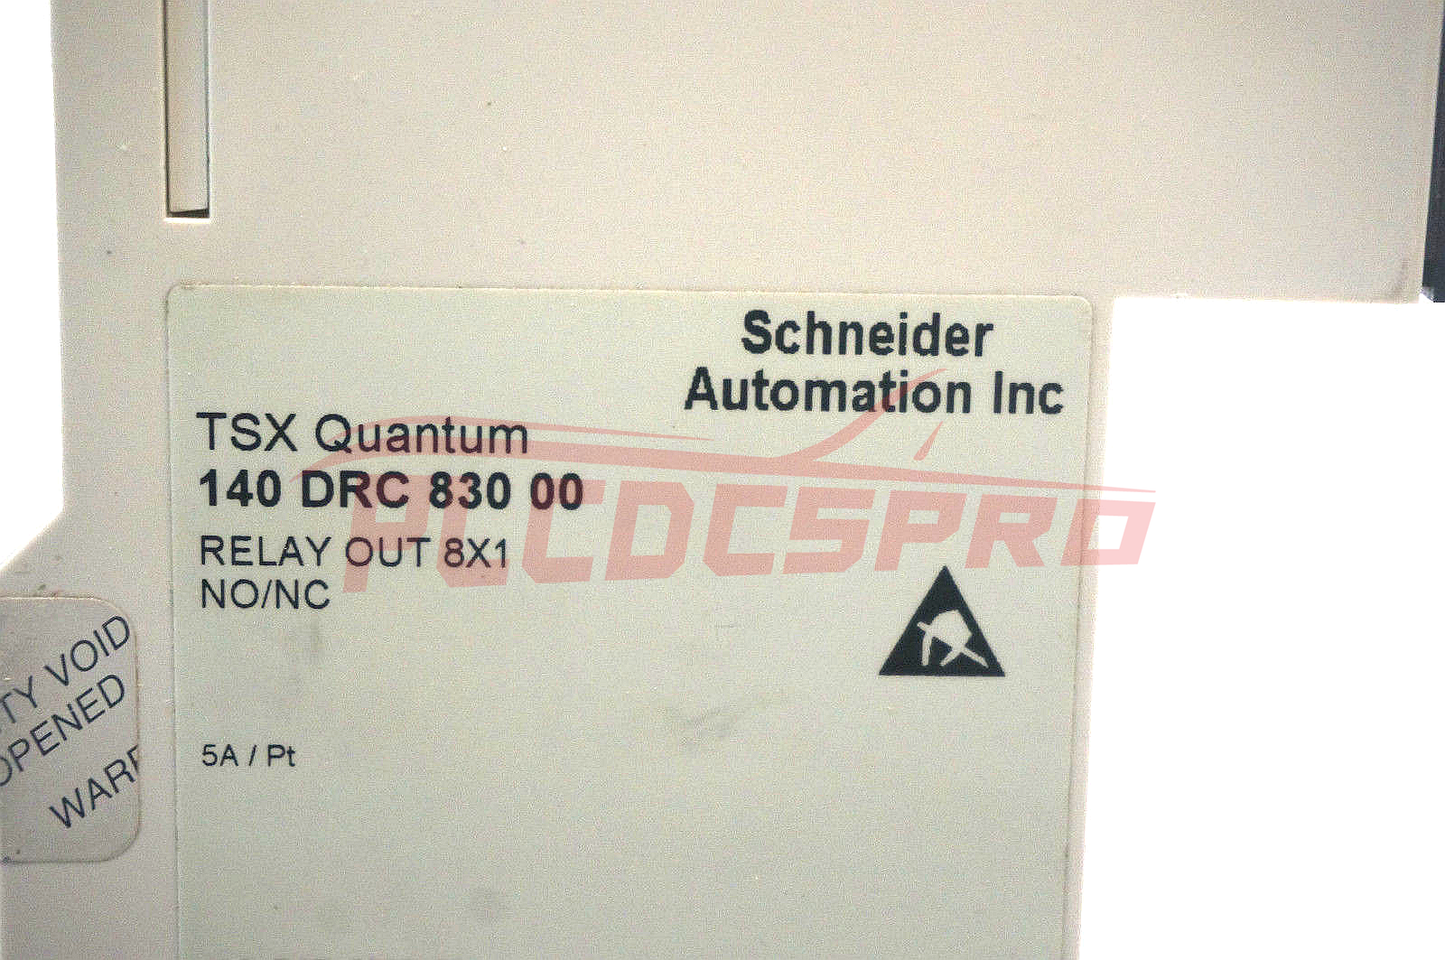 Schneider
Automation Inc
TSX Quantum
140 DRC 830 00
PLCDCSPRO
RELAY OUT 8X1
NO/NC
TY VOID
OPENED
WARR
5A / Pt